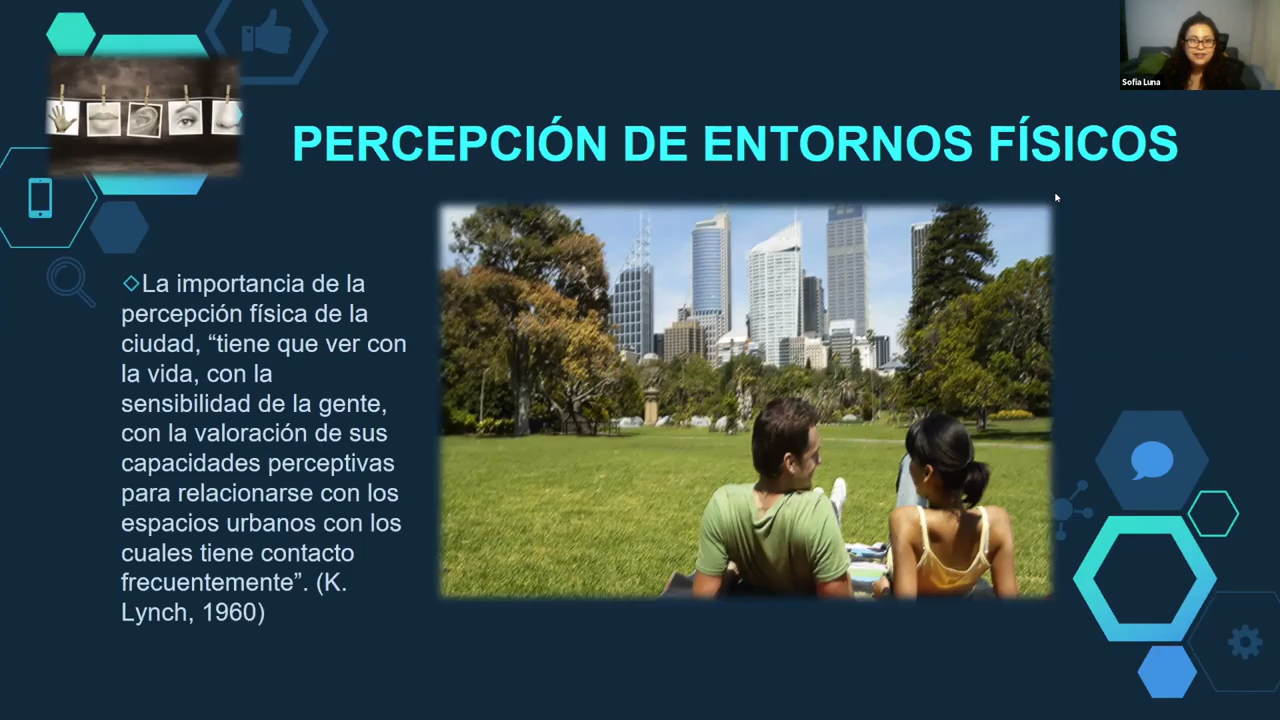 Sofia Luna
PERCEPCIÓN DE ENTORNOS FÍSICOS
La importancia de la
percepción física de la
ciudad, “tiene que ver con
la vida, con la
sensibilidad de la gente,
con la valoración de sus
capacidades perceptivas
para relacionarse con los
espacios urbanos con los
cuales tiene contacto
frecuentemente”. (K.
Lynch, 1960)